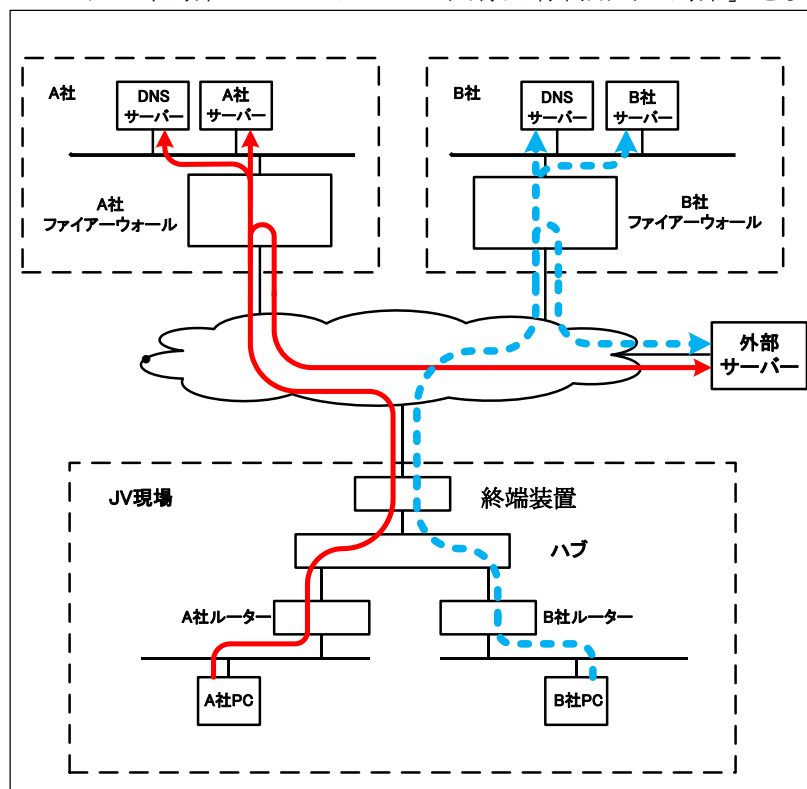 A社
DNS
サーバー
A社
サーバー
A社
ファイアーウォール
B社
DNS
サーバー
B社
サーバー
B社
ファイアーウォール
外部
サーバー
JV現場
終端装置
ハブ
A社ルーター
B社ルーター
A社PC
B社PC